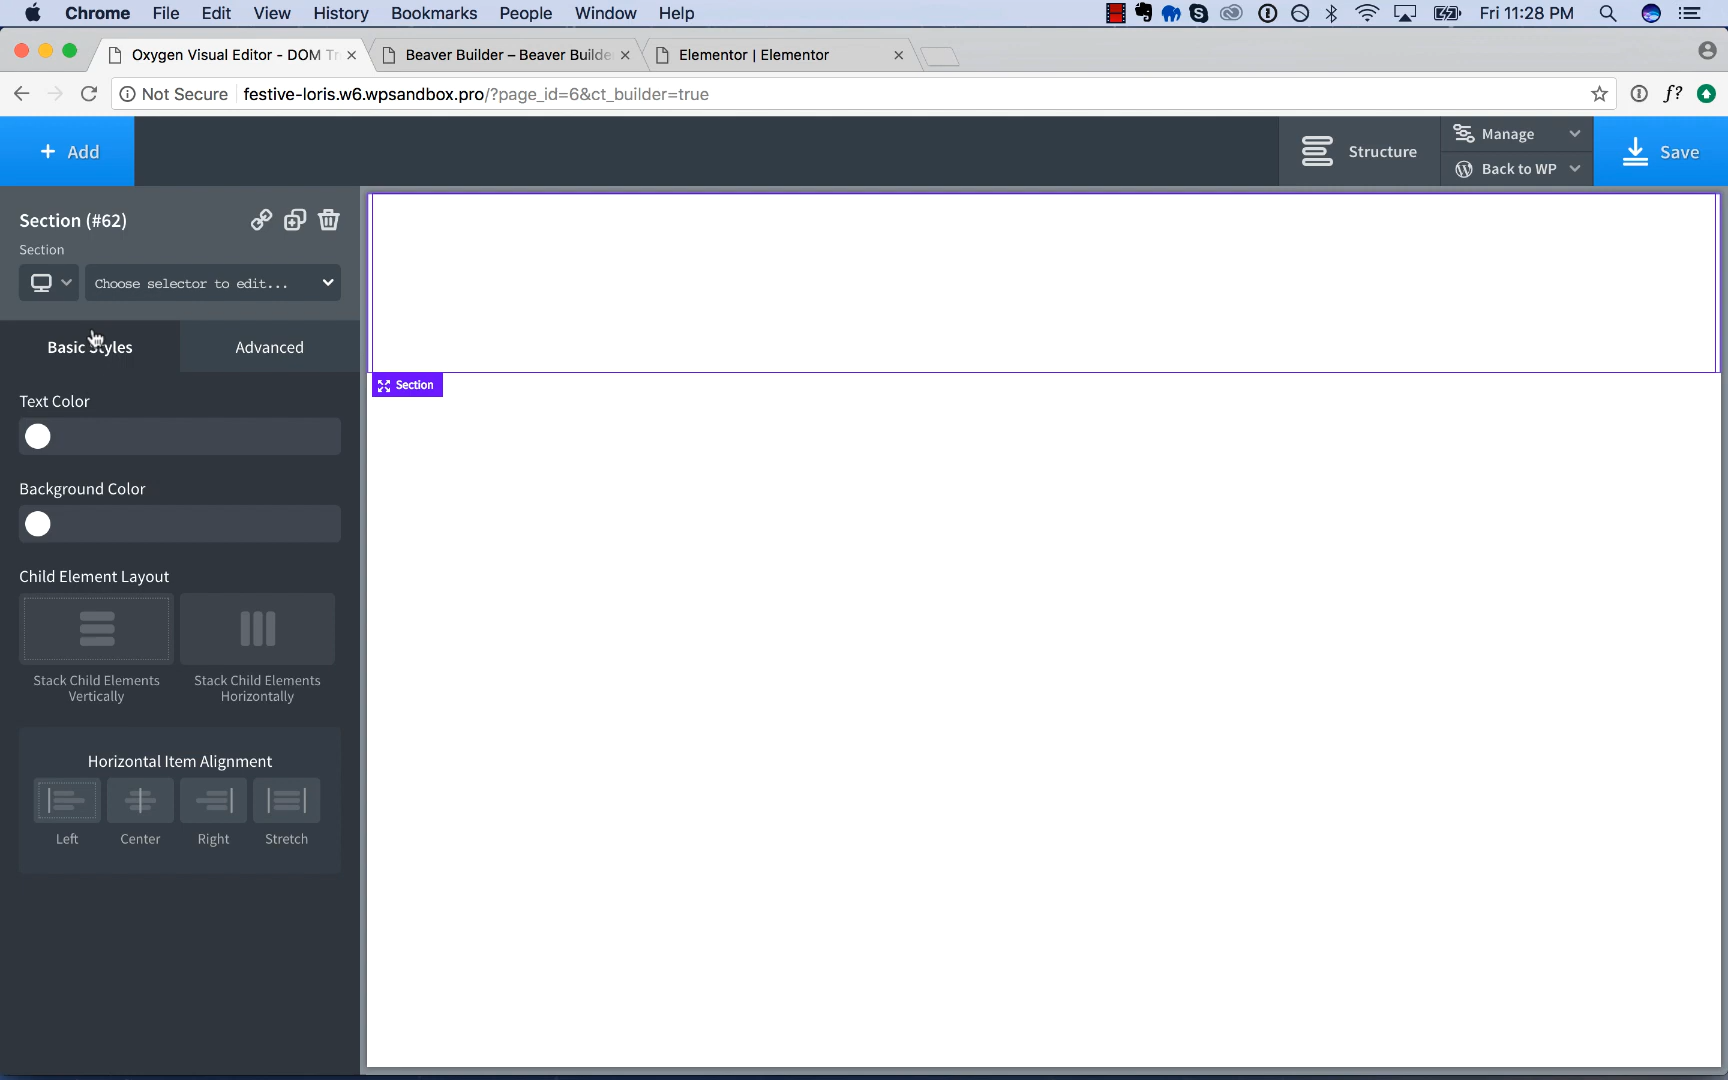 Chrome File Edit View History Bookmarks People Window Help Fri 11:28 PM
Oxygen Visual Editor - DOM Tr Beaver Builder – Beaver Builde Elementor | Elementor
Not Secure festive-loris.w6.wpsandbox.pro/?page_id=6&ct_builder=true f?
+ Add
Structure
Manage
Back to WP
Save
Section (#62)
Section
Choose selector to edit...
Basic Styles
Advanced
Section
Text Color
Background Color
Child Element Layout
Stack Child Elements
Vertically
Stack Child Elements
Horizontally
Horizontal Item Alignment
Left Center Right Stretch